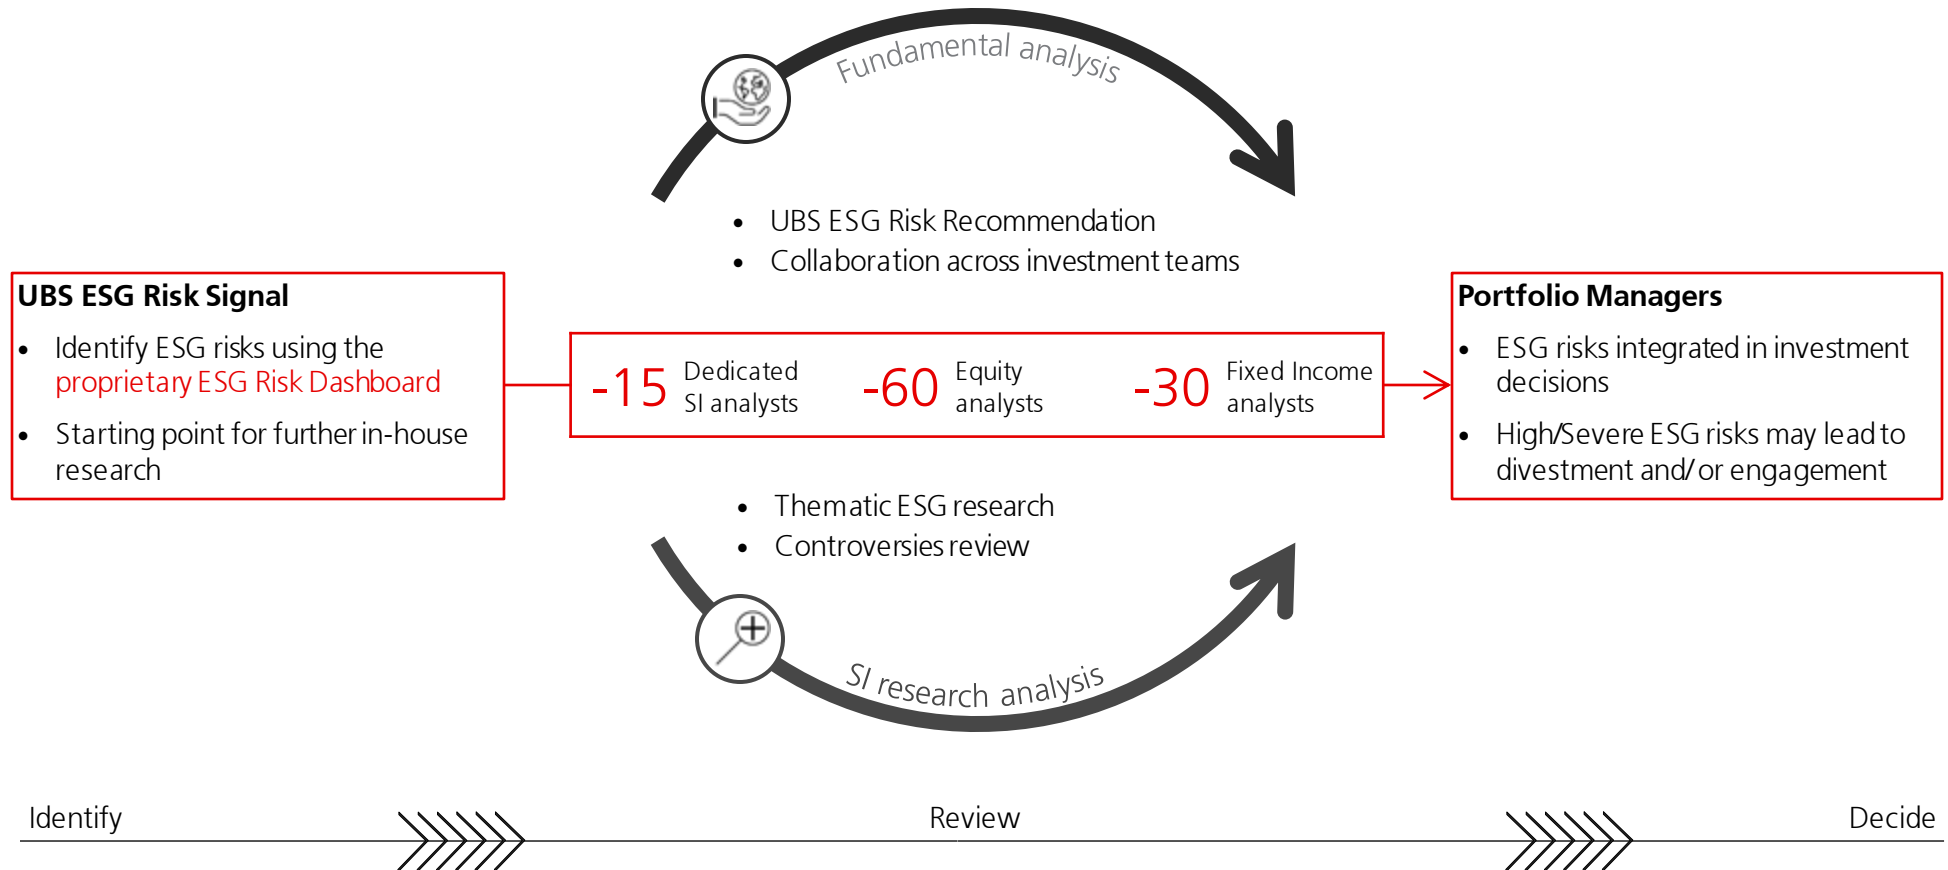 Fundamental analysis
• UBS ESG Risk Recommendation
• Collaboration across investment teams
UBS ESG Risk Signal
• Identify ESG risks using the
proprietary ESG Risk Dashboard
• Starting point for further in-house
research
-15 Dedicated
SI analysts
-60 Equity
analysts
-30 Fixed Income
analysts
Portfolio Managers
• ESG risks integrated in investment
decisions
• High/Severe ESG risks may lead to
divestment and/or engagement
• Thematic ESG research
• Controversies review
SI research analysis
Identify
Review
Decide